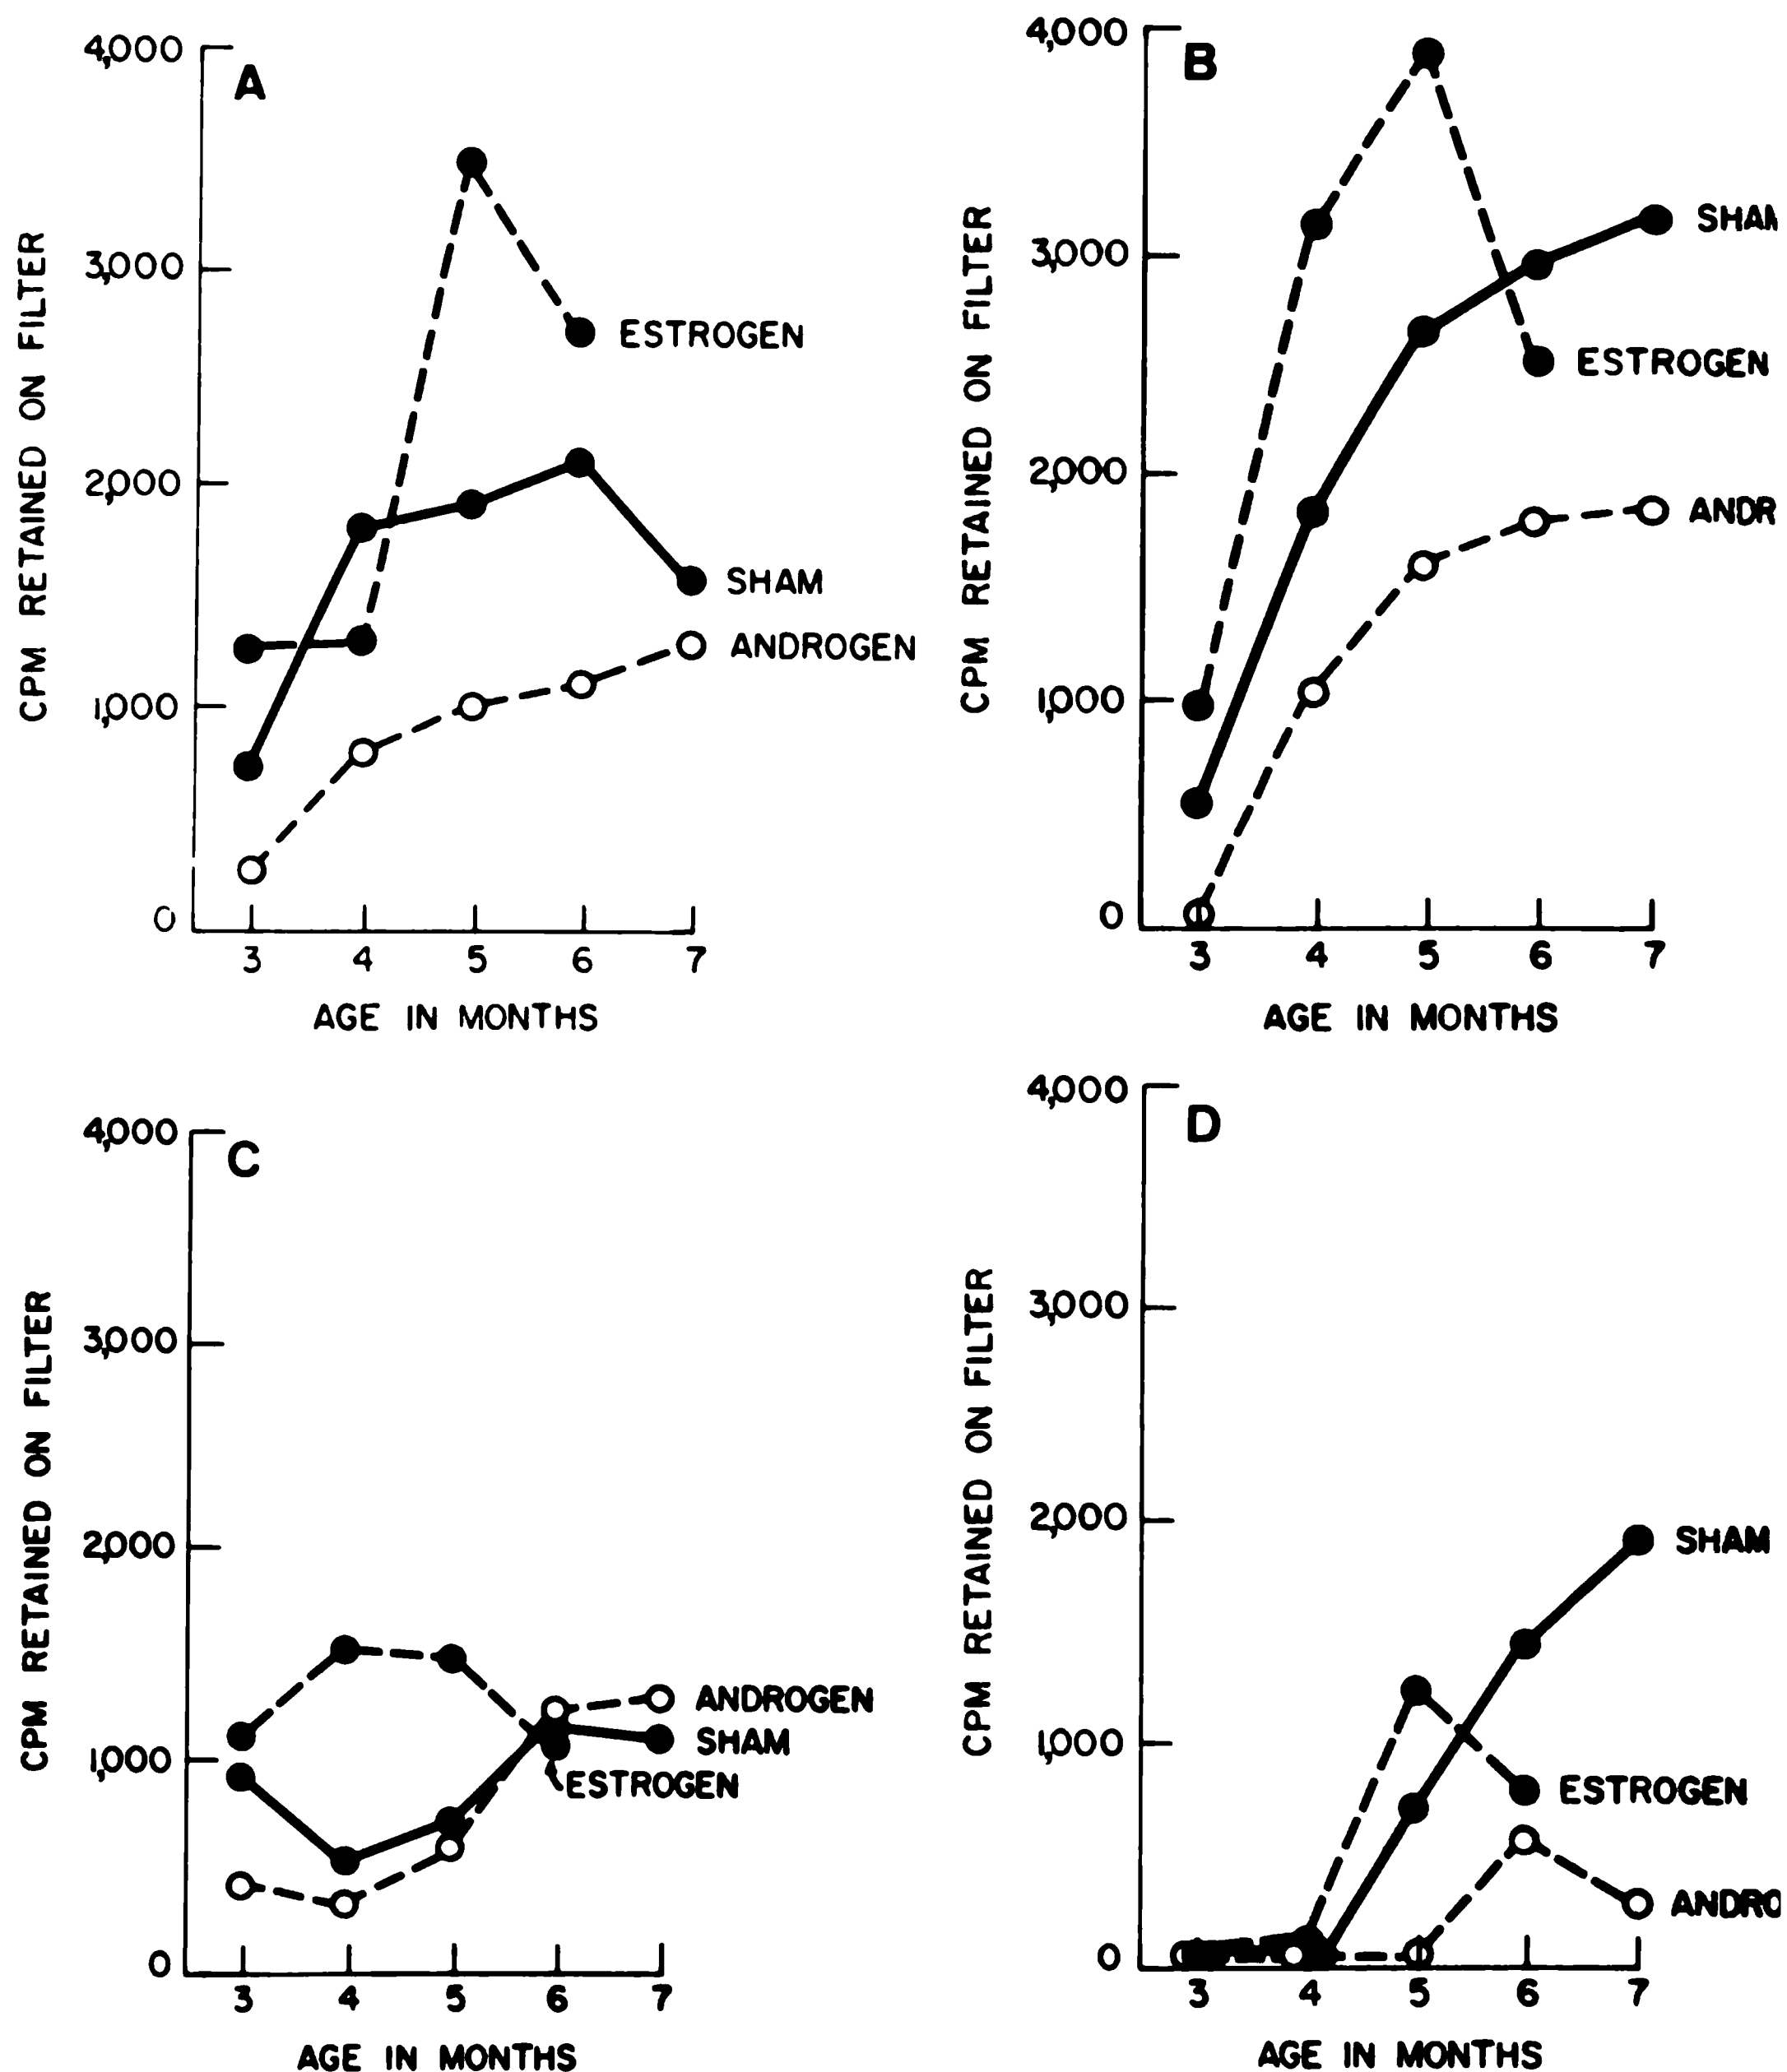 A
CPM RETAINED ON FILTER
4,000
3,000
2,000
1,000
0
ESTROGEN
SHAM
ANDROGEN
3 4 5 6 7
AGE IN MONTHS
B
CPM RETAINED ON FILTER
4,000
3,000
2,000
1,000
0
SHAM
ESTROGEN
ANDR
3 4 5 6 7
AGE IN MONTHS
C
CPM RETAINED ON FILTER
4,000
3,000
2,000
1,000
0
ANDROGEN
SHAM
ESTROGEN
3 4 5 6 7
AGE IN MONTHS
D
CPM RETAINED ON FILTER
4,000
3,000
2,000
1,000
0
SHAM
ESTROGEN
ANDRO
3 4 5 6 7
AGE IN MONTHS